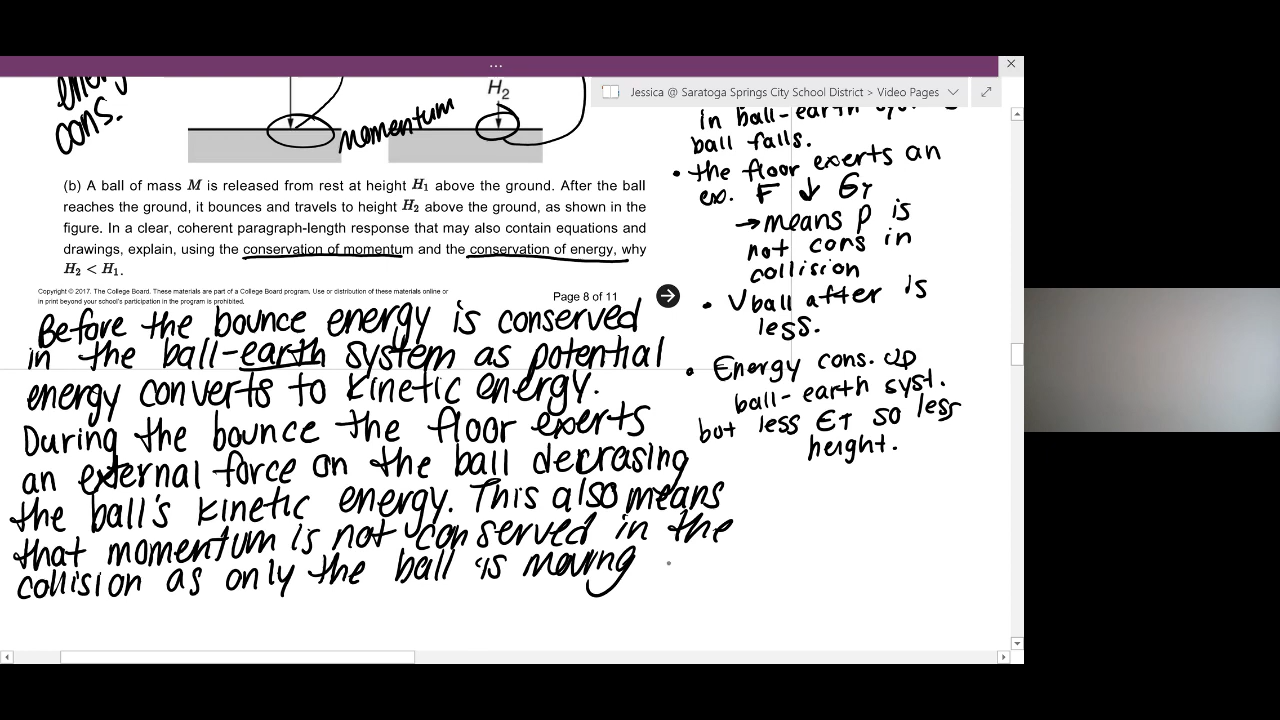 ...
Jessica @ Saratoga Springs City School District > Video Pages
cons.
H₂
momentum
in ball-earth
ball falls.
• the floor exerts an
ex. F ↓ ET
→ means p is
not cons in
collision
• Vball after is
less.
• Energy cons. up
ball-earth syst.
but less ET so less
height.
(b) A ball of mass M is released from rest at height H₁ above the ground. After the ball
reaches the ground, it bounces and travels to height H₂ above the ground, as shown in the
figure. In a clear, coherent paragraph-length response that may also contain equations and
drawings, explain, using the conservation of momentum and the conservation of energy, why
H₂ < H₁.
Copyright © 2017. The College Board. These materials are part of a College Board program. Use or distribution of these materials online or
in print beyond your school's participation in the program is prohibited.
Page 8 of 11
Before the bounce energy is conserved
in the ball-earth system as potential
energy converts to kinetic energy.
During the bounce the floor exerts
an external force on the ball decrasing
the ball's kinetic energy. This also means
that momentum is not conserved in the
collision as only the ball is moving